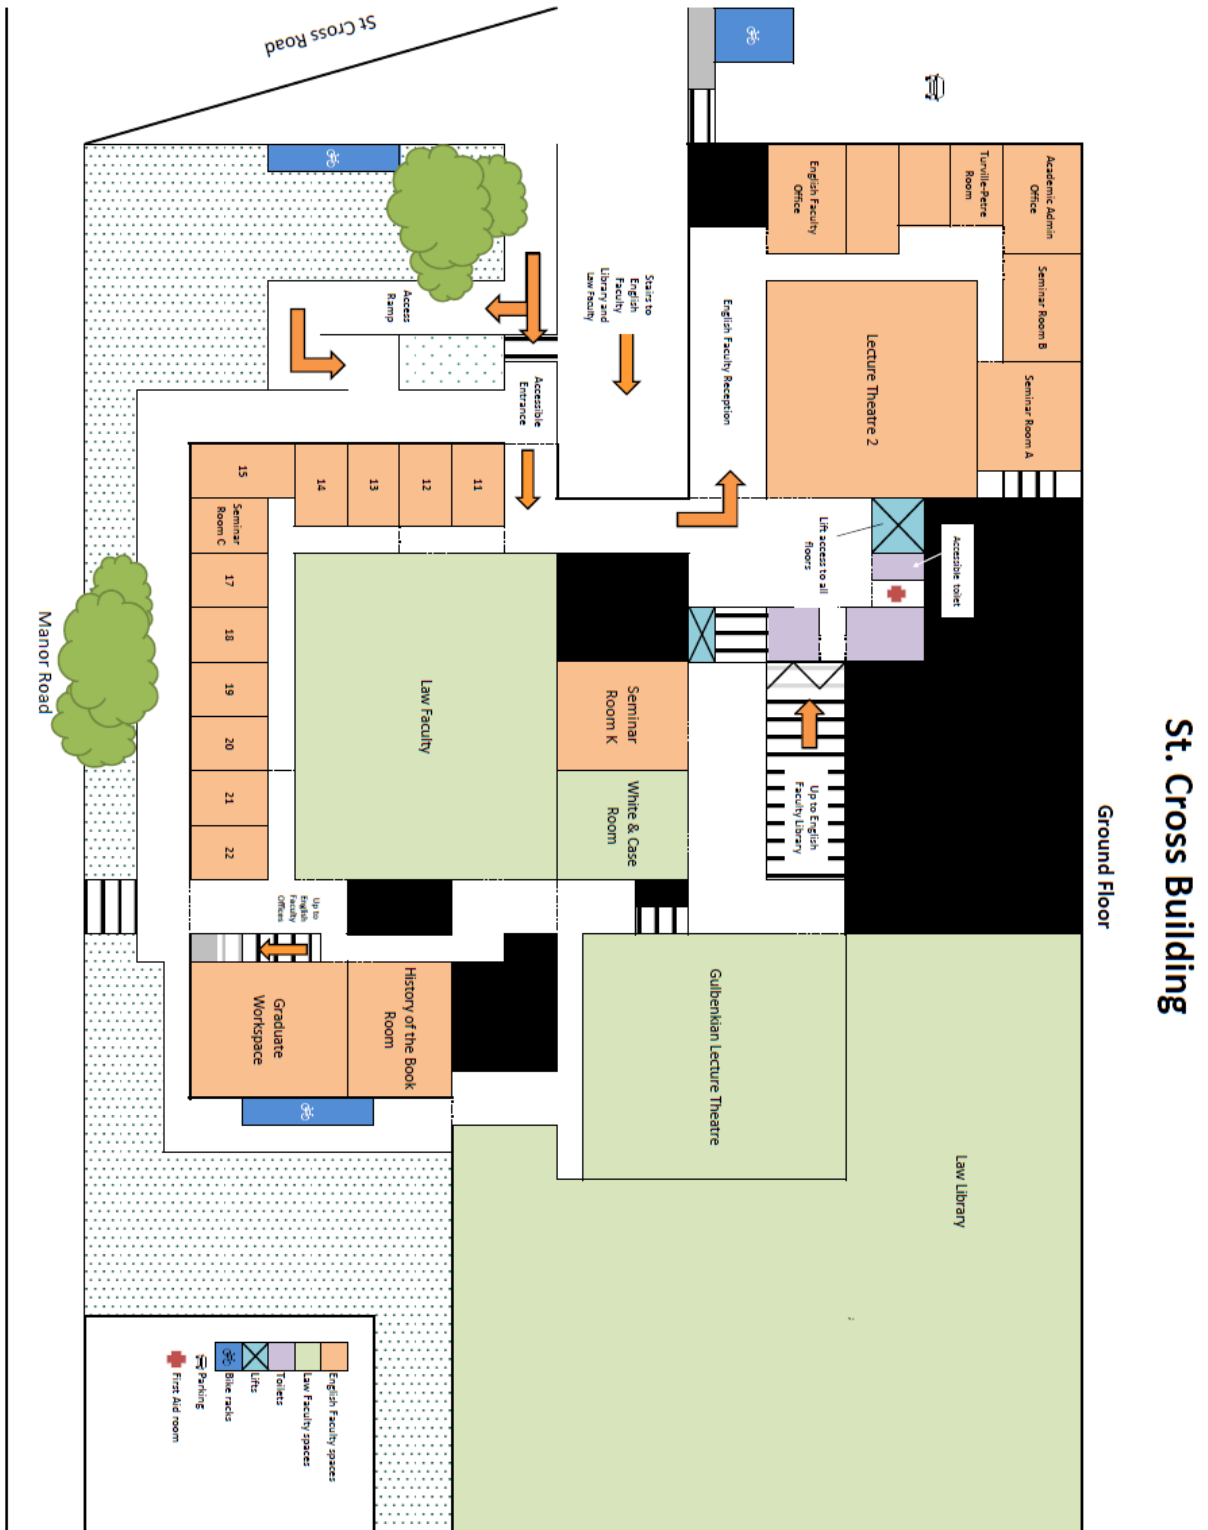 St. Cross Building
Ground Floor
Academic Admin
Office
Turville-Petre
Room
English Faculty
Office
Seminar Room B
Seminar Room A
Lecture Theatre 2
English Faculty Reception
Stairs to
English
Faculty
Library and
Law Faculty
St Cross Road
Access
Ramp
Accessible
Entrance
Accessible toilet
Lift access to all
floors
11
12
13
14
15
Seminar
Room C
17
18
19
20
21
22
Law Faculty
Seminar
Room K
White & Case
Room
Up to English
Faculty Library
Manor Road
Up to
English
Faculty
Offices
Graduate
Workspace
History of the Book
Room
Gulbenkian Lecture Theatre
Law Library
English Faculty spaces
Law Faculty spaces
Toilets
Lifts
Bike racks
Parking
First Aid room